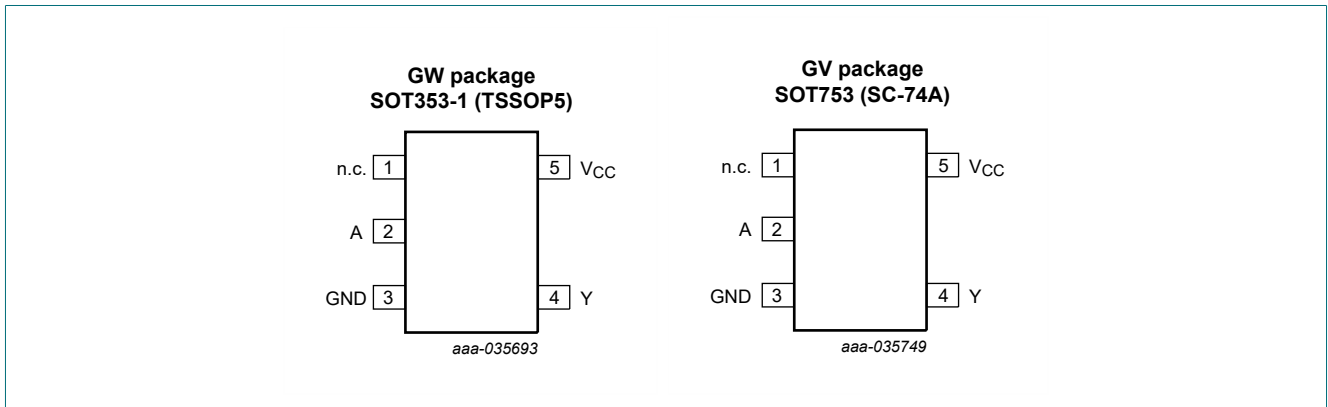 GW package
SOT353-1 (TSSOP5)
n.c. 1
5 VCC
A 2
GND 3
4 Y
aaa-035693
GV package
SOT753 (SC-74A)
n.c. 1
5 VCC
A 2
GND 3
4 Y
aaa-035749